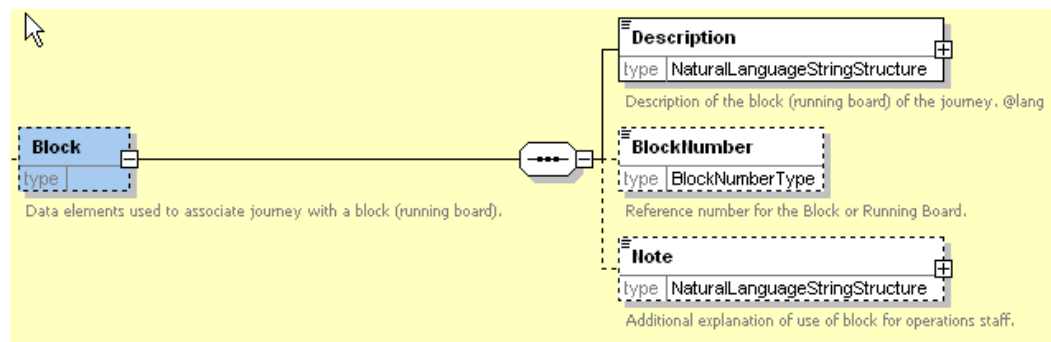 Description
type NaturalLanguageStringStructure
Description of the block (running board) of the journey. @lang
Block
type
Data elements used to associate journey with a block (running board).
BlockNumber
type BlockNumberType
Reference number for the Block or Running Board.
Note
type NaturalLanguageStringStructure
Additional explanation of use of block for operations staff.